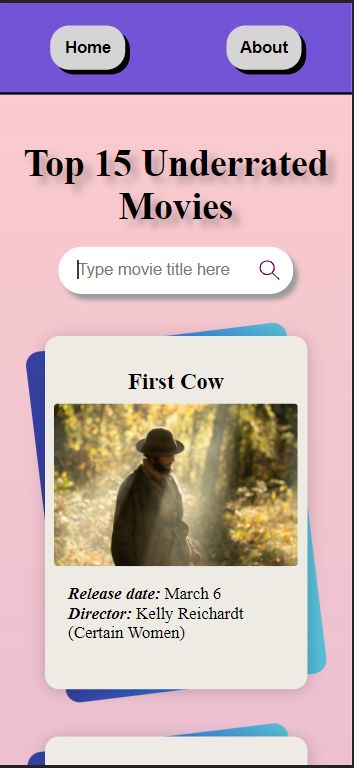 Home
About
Top 15 Underrated
Movies
Type movie title here
First Cow
Release date: March 6
Director: Kelly Reichardt
(Certain Women)